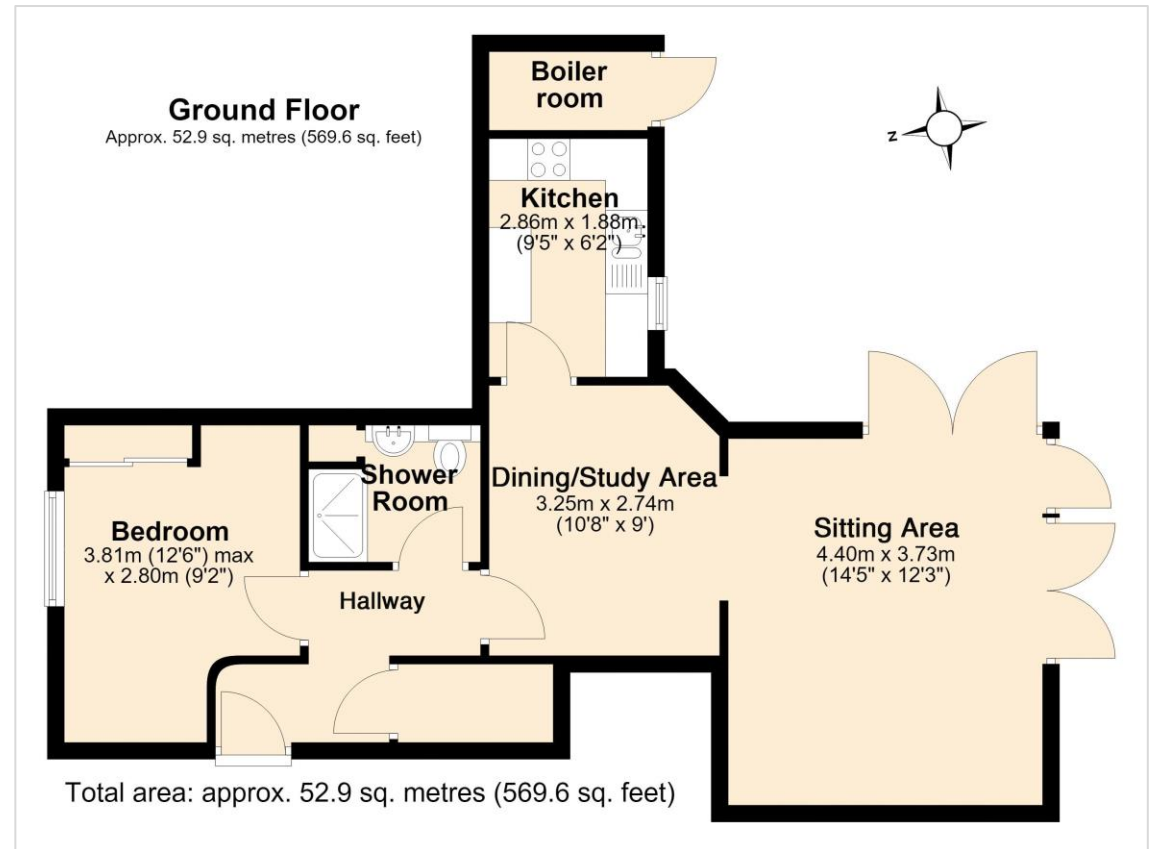 Ground Floor
Approx. 52.9 sq. metres (569.6 sq. feet)
Boiler
room
N
Kitchen
2.86m x 1.88m
(9'5" x 6'2")
Shower
Room
Dining/Study Area
3.25m x 2.74m
(10'8" x 9')
Bedroom
3.81m (12'6") max
x 2.80m (9'2")
Sitting Area
4.40m x 3.73m
(14'5" x 12'3")
Hallway
Total area: approx. 52.9 sq. metres (569.6 sq. feet)